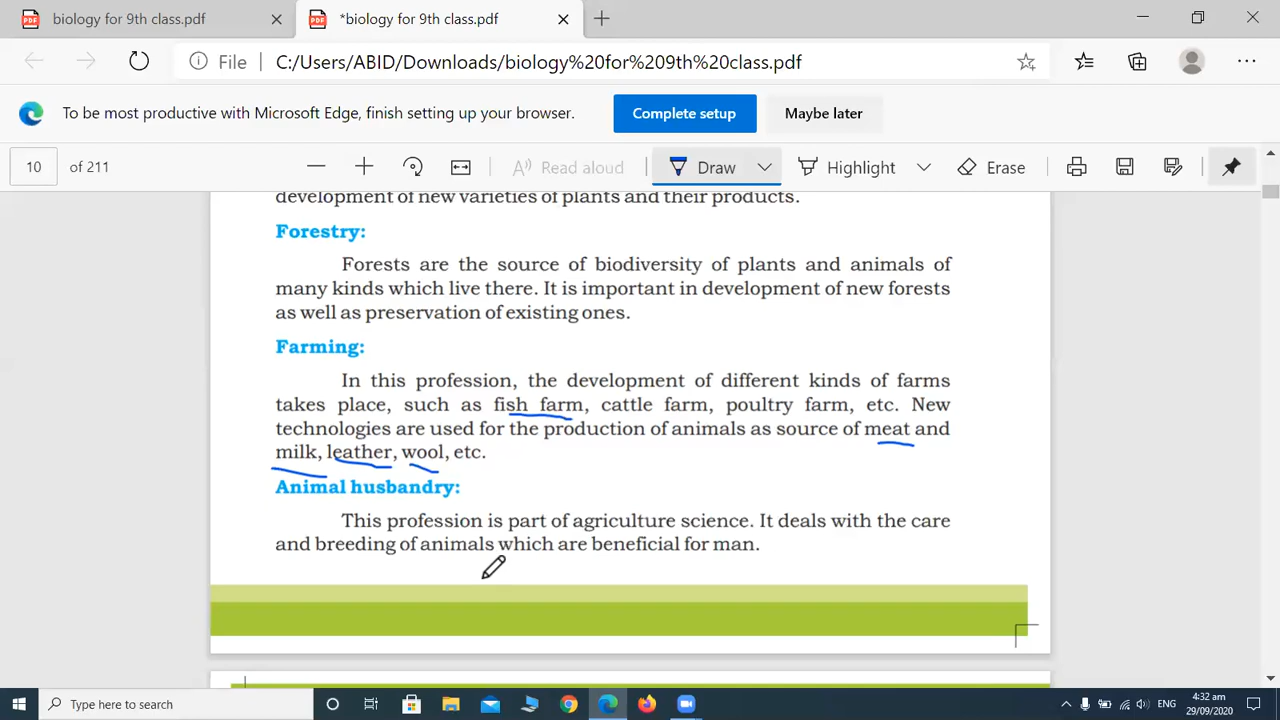 biology for 9th class.pdf
*biology for 9th class.pdf
File C:/Users/ABID/Downloads/biology%20for%209th%20class.pdf
To be most productive with Microsoft Edge, finish setting up your browser. Complete setup Maybe later
10 of 211 Read aloud Draw Highlight Erase
development of new varieties of plants and their products.
Forestry:
Forests are the source of biodiversity of plants and animals of
many kinds which live there. It is important in development of new forests
as well as preservation of existing ones.
Farming:
In this profession, the development of different kinds of farms
takes place, such as fish farm, cattle farm, poultry farm, etc. New
technologies are used for the production of animals as source of meat and
milk, leather, wool, etc.
Animal husbandry:
This profession is part of agriculture science. It deals with the care
and breeding of animals which are beneficial for man.
Type here to search
ENG
4:32 am
29/09/2020